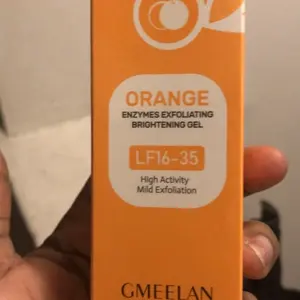 ORANGE
ENZYMES EXFOLIATING
BRIGHTENING GEL
LF16-35
High Activity
Mild Exfoliation
GMEELAN